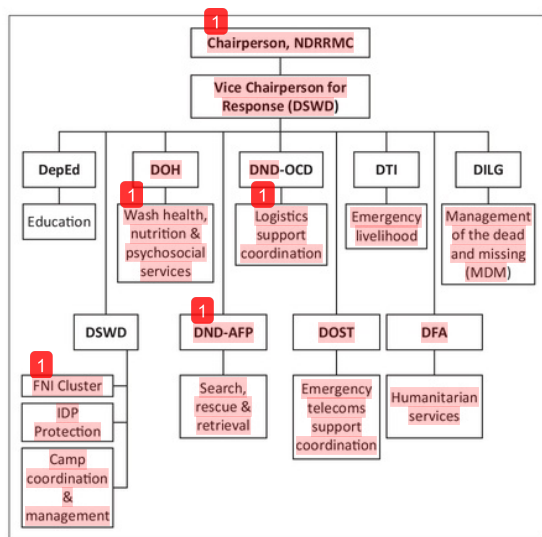 1
Chairperson, NDRRMC
Vice Chairperson for
Response (DSWD)
DepEd
DOH
DND-OCD
DTI
DILG
Education
1
Wash health,
nutrition &
psychosocial
services
1
Logistics
support
coordination
Emergency
livelihood
Management
of the dead
and missing
(MDM)
DSWD
1
DND-AFP
DOST
DFA
1
FNI Cluster
IDP
Protection
Camp
coordination
&
management
Search,
rescue &
retrieval
Emergency
telecoms
support
coordination
Humanitarian
services